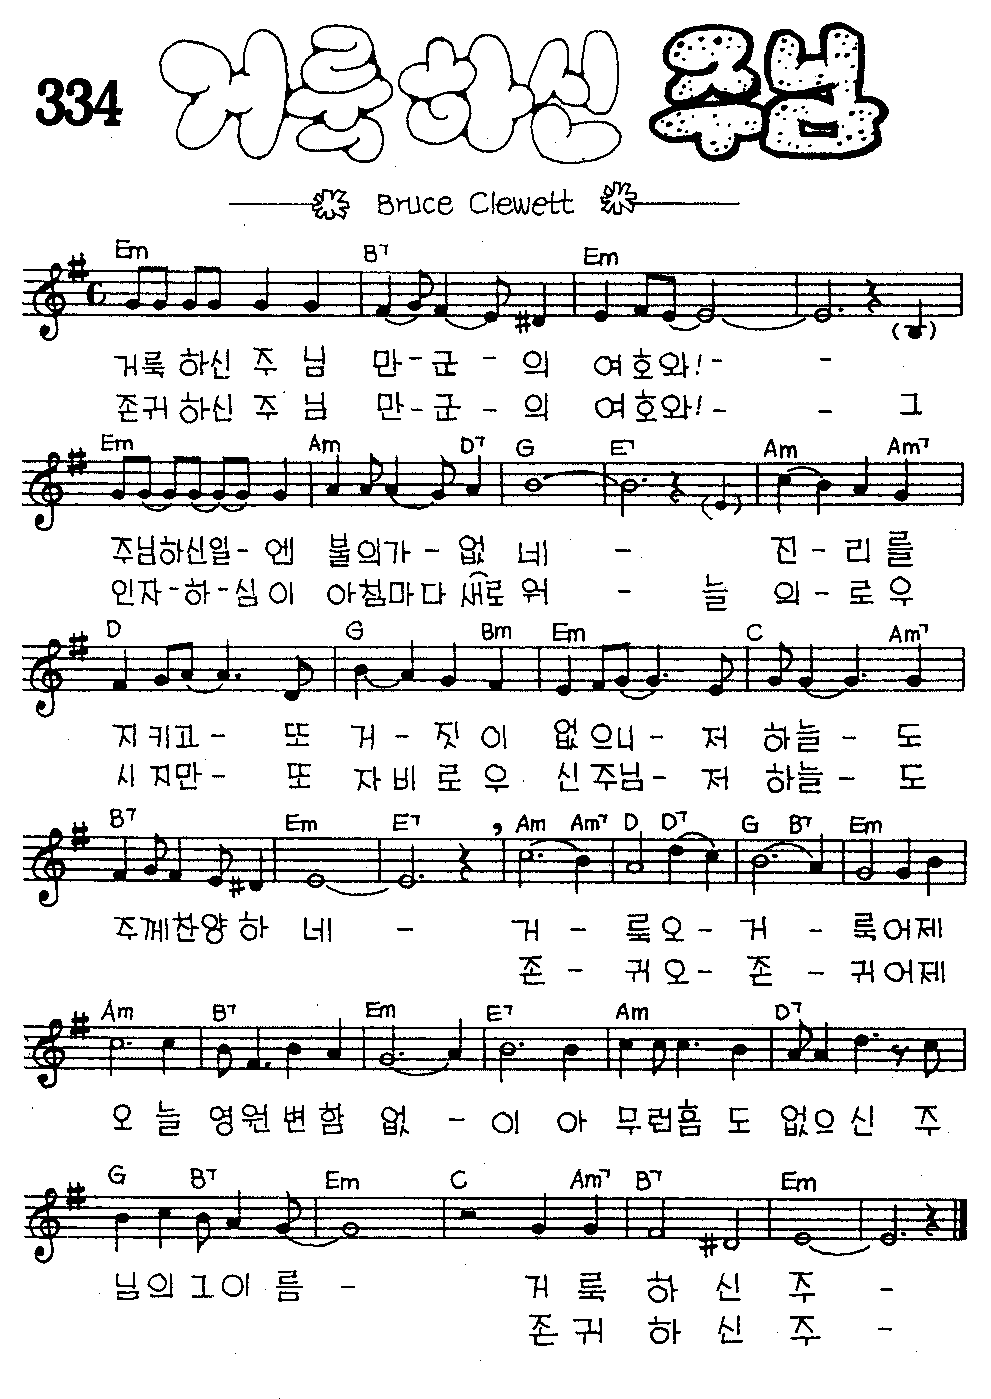 334 거룩하신 주님
Bruce Clewett
Em B7 Em
거룩 하신 주 님 만-군 - 의 여호와!- -
존귀 하신 주 님 만-군 - 의 여호와!- - 그
Em Am D7 G E7 Am Am7
주님하신일-엔 불의가-없 네 - 진-리 를
인자-하-심이 아침마다 새로 워 - 늘 의-로 우
D G Bm Em C Am7
지 키고- 또 거-짓 이 없으니- 저 하늘-도
시 지만- 또 자비로우 신주님- 저 하늘-도
B7 Em E7 Am Am7 D D7 G B7 Em
주께찬양하 네 - 거 - 룩오-거 - 룩어제
존 - 귀오-존 - 귀어제
Am B7 Em E7 Am D7
오 늘 영원변함 없 - 이 아 무런흠 도 없으신 주
G B7 Em C Am7 B7 Em
님의그이 름 - 거 룩 하 신 주 -
존 귀 하 신 주 -